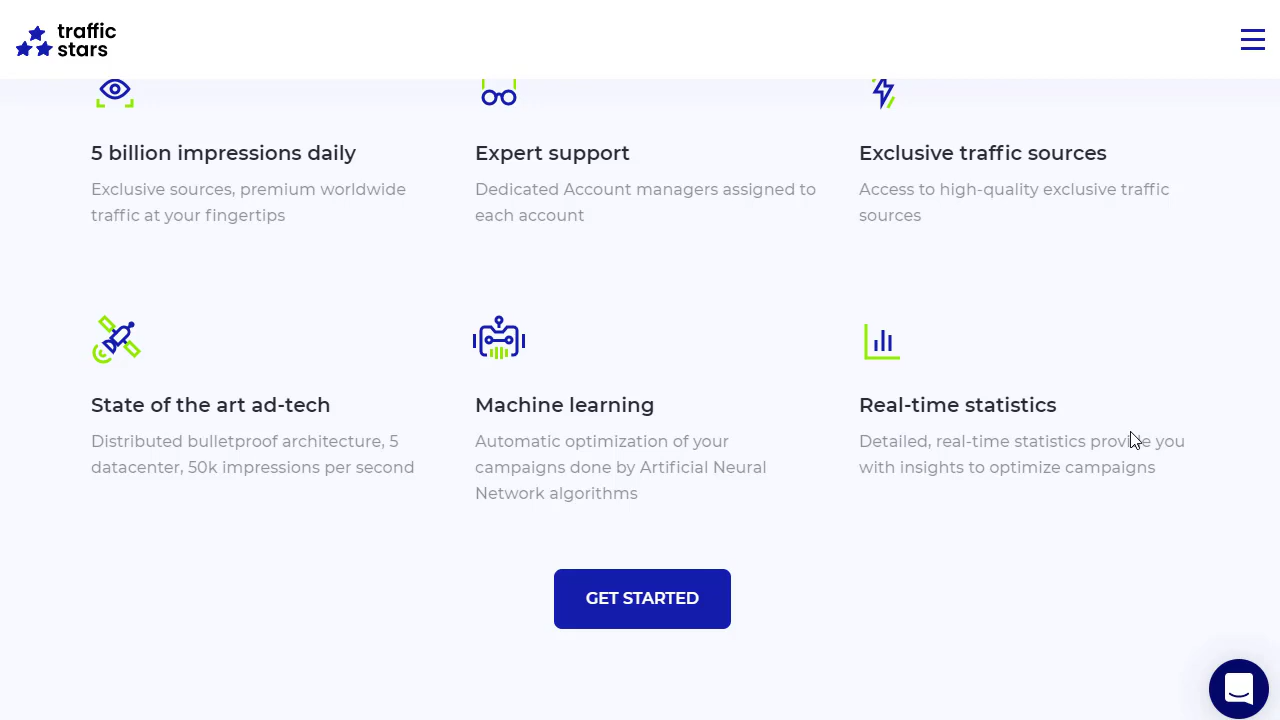 traffic
stars
5 billion impressions daily
Exclusive sources, premium worldwide
traffic at your fingertips
Expert support
Dedicated Account managers assigned to
each account
Exclusive traffic sources
Access to high-quality exclusive traffic
sources
State of the art ad-tech
Distributed bulletproof architecture, 5
datacenter, 50k impressions per second
Machine learning
Automatic optimization of your
campaigns done by Artificial Neural
Network algorithms
Real-time statistics
Detailed, real-time statistics provide you
with insights to optimize campaigns
GET STARTED